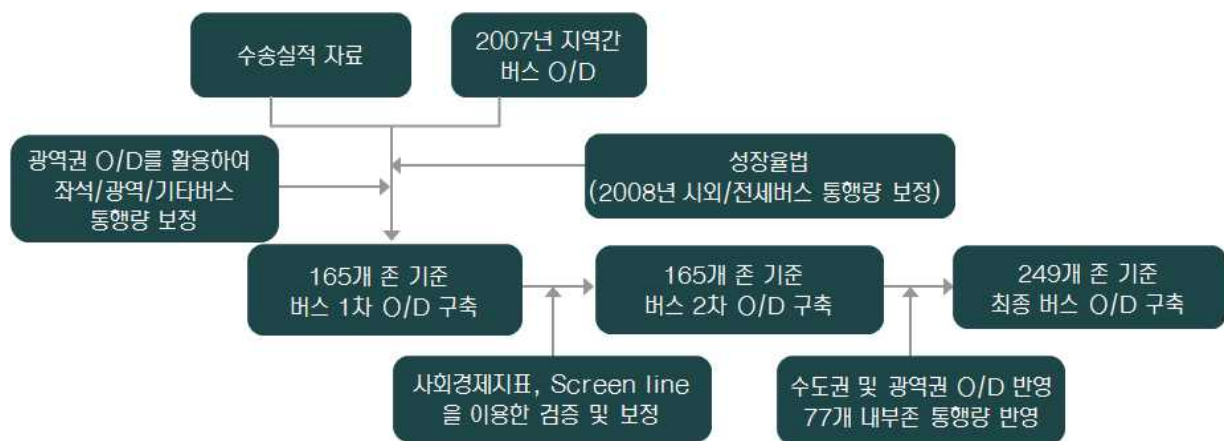 수송실적 자료
2007년 지역간
버스 O/D
광역권 O/D를 활용하여
좌석/광역/기타버스
통행량 보정
성장율법
(2008년 시외/전세버스 통행량 보정)
165개 존 기준
버스 1차 O/D 구축
165개 존 기준
버스 2차 O/D 구축
249개 존 기준
최종 버스 O/D 구축
사회경제지표, Screen line
을 이용한 검증 및 보정
수도권 및 광역권 O/D 반영
77개 내부존 통행량 반영